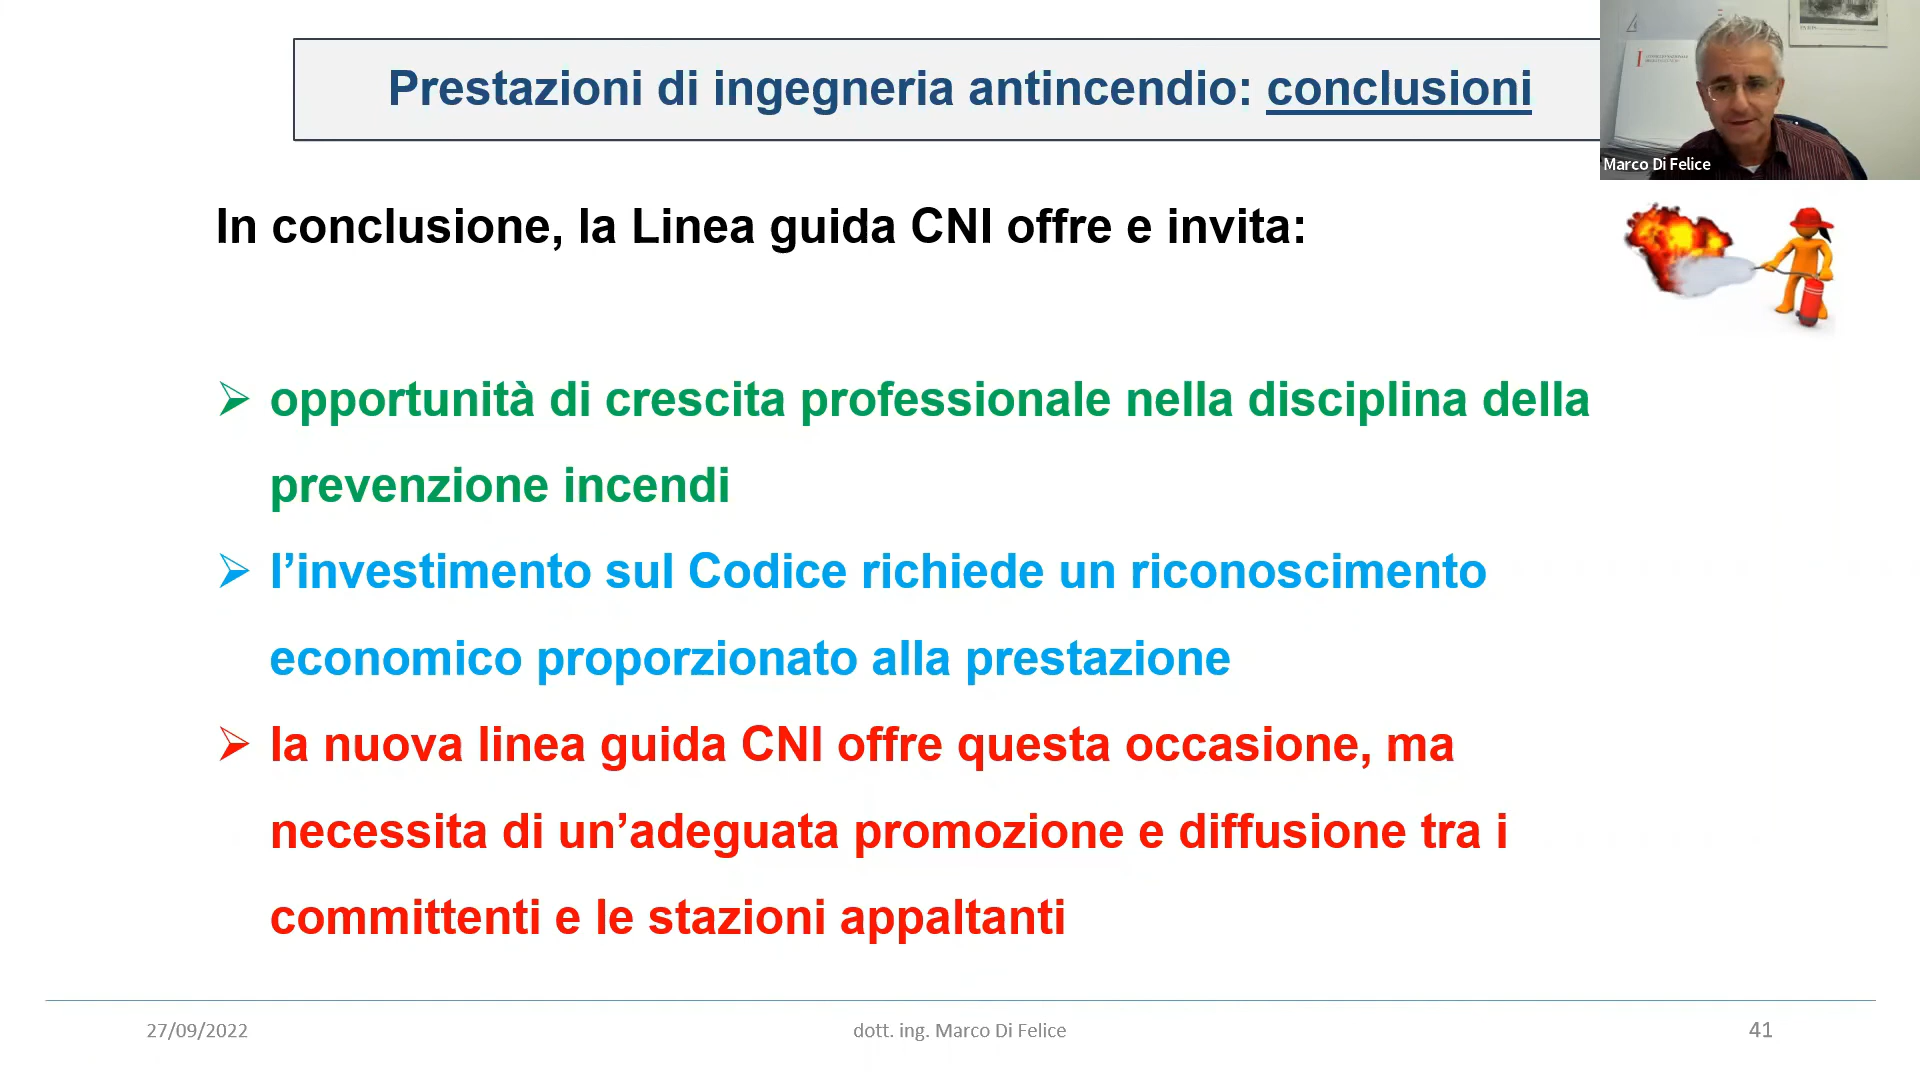 Prestazioni di ingegneria antincendio: conclusioni
Marco Di Felice
In conclusione, la Linea guida CNI offre e invita:
➢ opportunità di crescita professionale nella disciplina della
prevenzione incendi
➢ l’investimento sul Codice richiede un riconoscimento
economico proporzionato alla prestazione
➢ la nuova linea guida CNI offre questa occasione, ma
necessita di un’adeguata promozione e diffusione tra i
committenti e le stazioni appaltanti
27/09/2022
dott. ing. Marco Di Felice
41